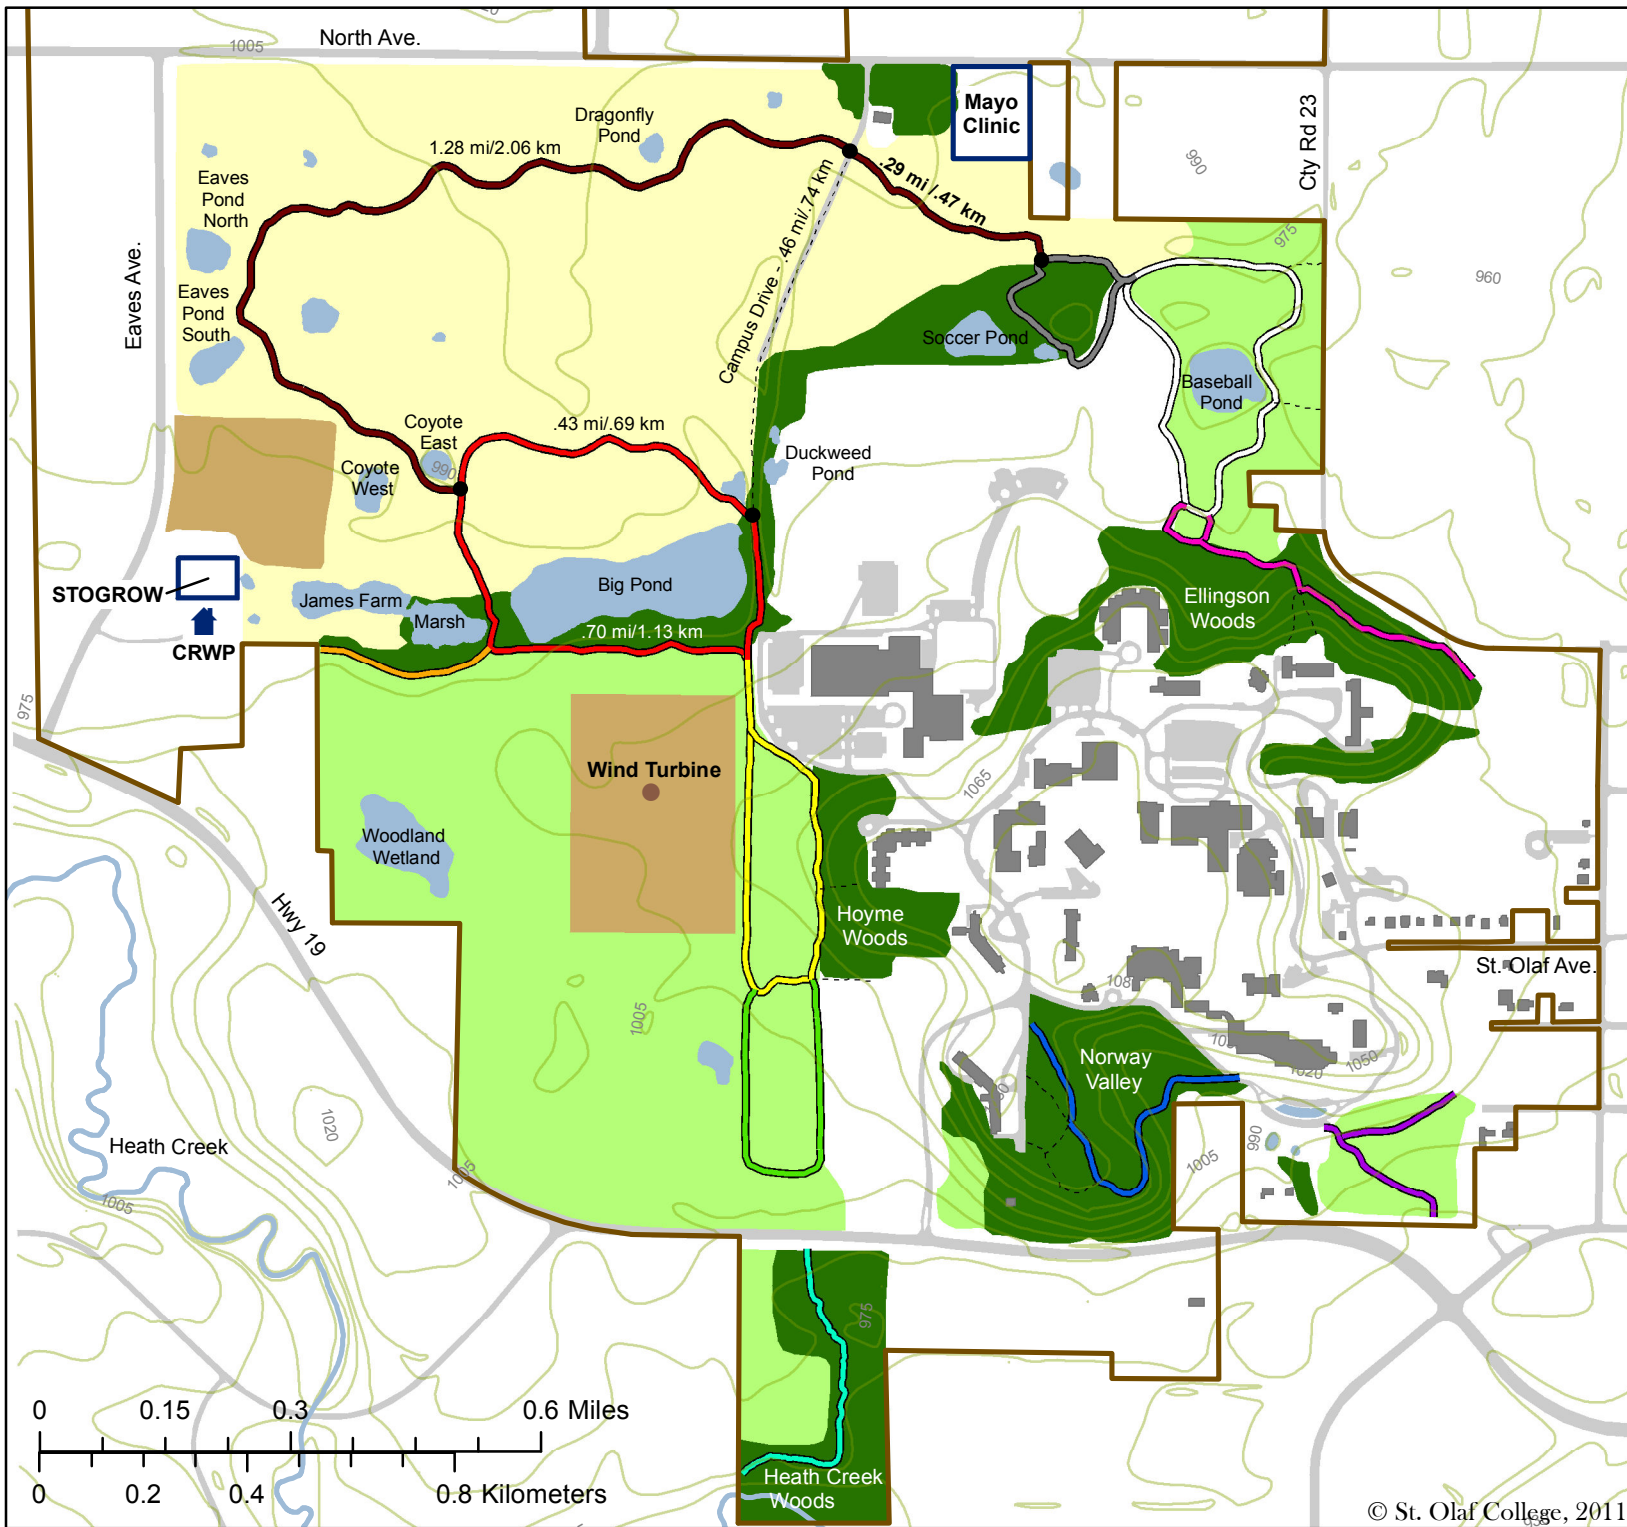 North Ave.
1005
Mayo
Clinic
Cty Rd 23
990
Dragonfly
Pond
1.28 mi/2.06 km
.29 mi /.47 km
Campus Drive - .46 mi/.74 km
Eaves
Pond
North
Eaves Ave.
Eaves
Pond
South
975
960
Soccer Pond
Baseball
Pond
.43 mi/.69 km
Coyote
East
990
Coyote
West
Duckweed
Pond
STOGROW
James Farm
Marsh
Big Pond
.70 mi/1.13 km
CRWP
Ellingson
Woods
975
Wind Turbine
1065
Woodland
Wetland
Hwy 19
Hoyme
Woods
St. Olaf Ave.
1005
108
Norway
Valley
1020
1050
Heath Creek
1020
1005
1005
990
1005
975
0 0.15 0.3 0.6 Miles
0 0.2 0.4 0.8 Kilometers
Heath Creek
Woods
© St. Olaf College, 2011